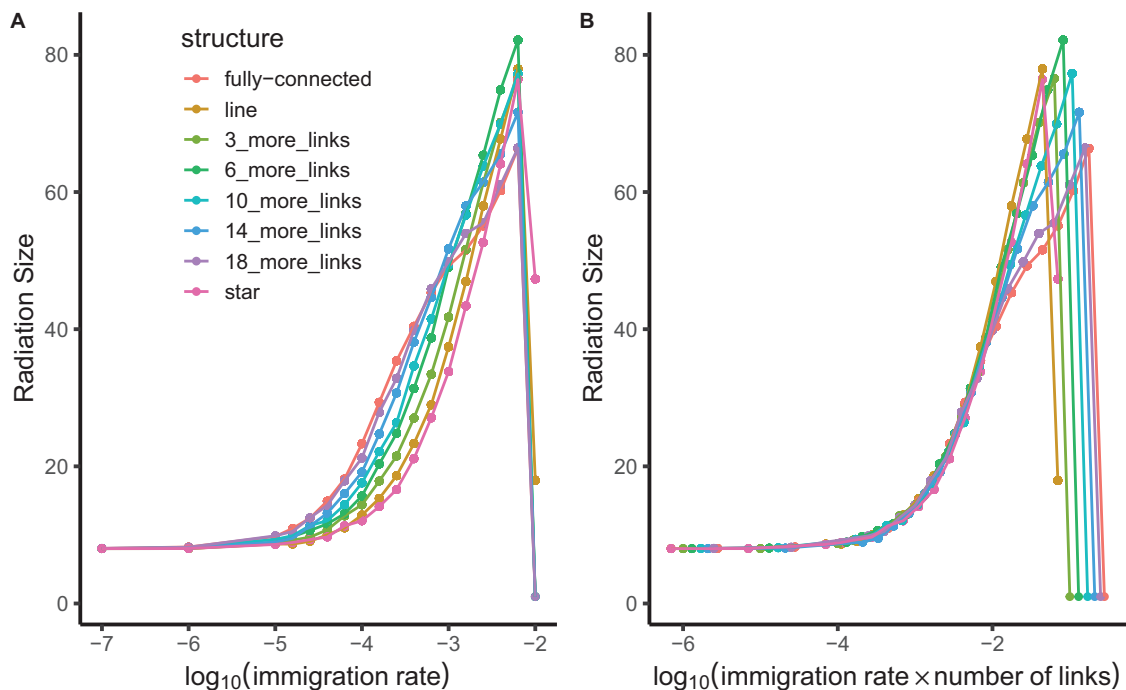 A
structure
fully−connected
line
3_more_links
6_more_links
10_more_links
14_more_links
18_more_links
star
Radiation Size
80
60
40
20
0
−7
−6
−5
−4
−3
−2
log₁₀(immigration rate)
B
Radiation Size
80
60
40
20
0
−6
−4
−2
log₁₀(immigration rate × number of links)